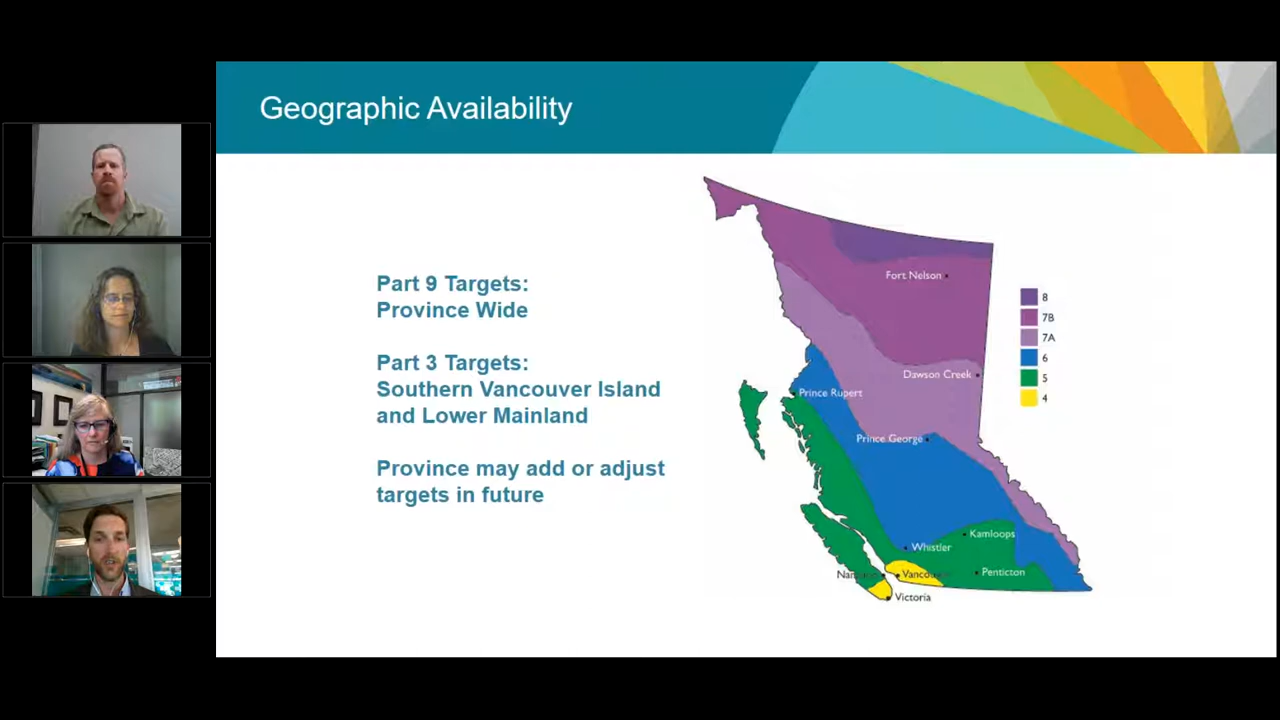 Geographic Availability
Part 9 Targets:
Province Wide
Part 3 Targets:
Southern Vancouver Island
and Lower Mainland
Province may add or adjust
targets in future
Fort Nelson
Dawson Creek
Prince Rupert
Prince George
Kamloops
Whistler
Penticton
Vancouver
Victoria
8
7B
7A
6
5
4